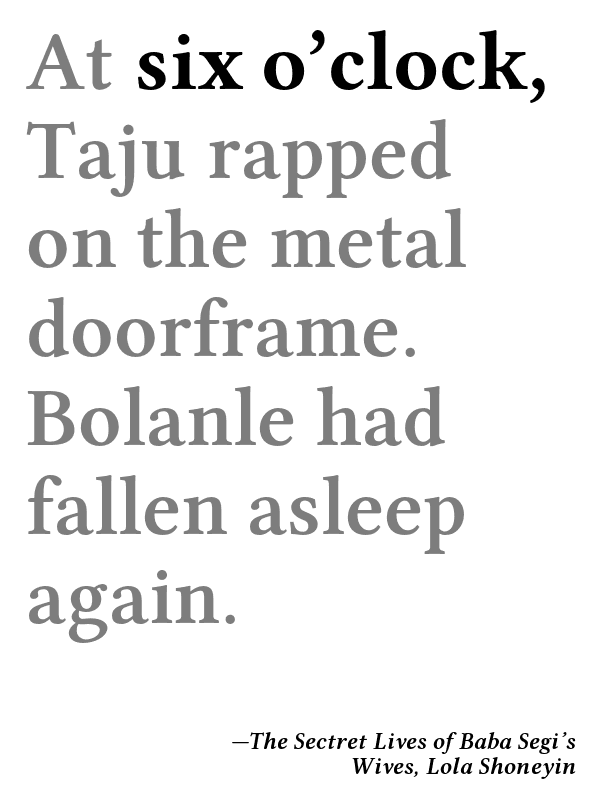 At six o’clock,
Taju rapped
on the metal
doorframe.
Bolanle had
fallen asleep
again.
—The Sectret Lives of Baba Segi’s
Wives, Lola Shoneyin